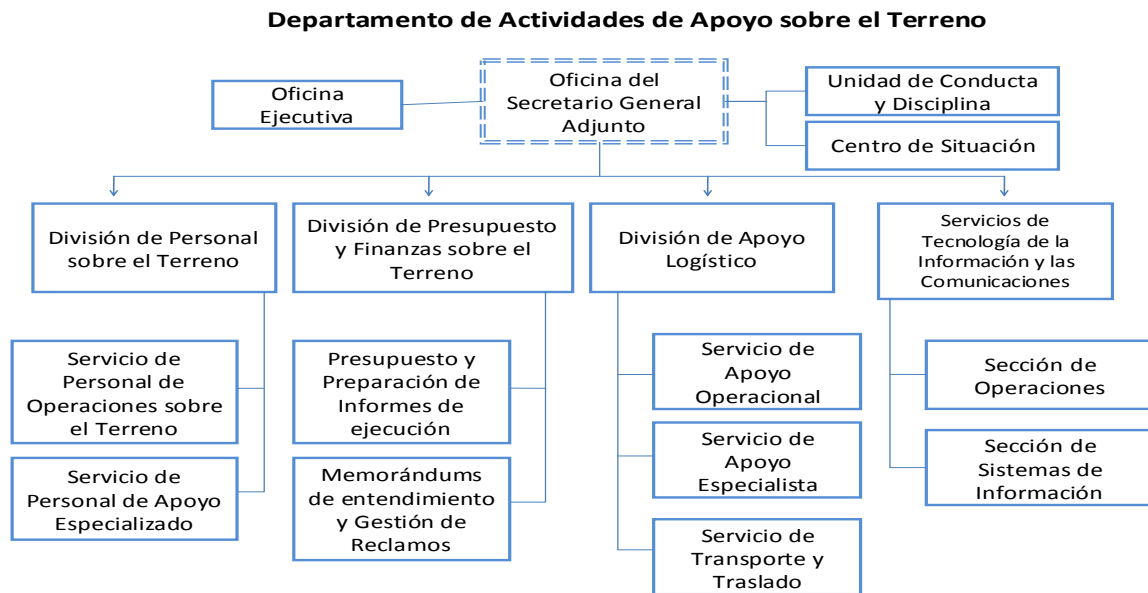 Departamento de Actividades de Apoyo sobre el Terreno
Oficina
Ejecutiva
Oficina del
Secretario General
Adjunto
Unidad de Conducta
y Disciplina
Centro de Situación
División de Personal
sobre el Terreno
División de Presupuesto
y Finanzas sobre el
Terreno
División de Apoyo
Logístico
Servicios de
Tecnología de la
Información y las
Comunicaciones
Servicio de
Personal de
Operaciones sobre
el Terreno
Servicio de
Personal de Apoyo
Especializado
Presupuesto y
Preparación de
Informes de
ejecución
Memorándums
de entendimiento
y Gestión de
Reclamos
Servicio de
Apoyo
Operacional
Servicio de
Apoyo
Especialista
Servicio de
Transporte y
Traslado
Sección de
Operaciones
Sección de
Sistemas de
Información